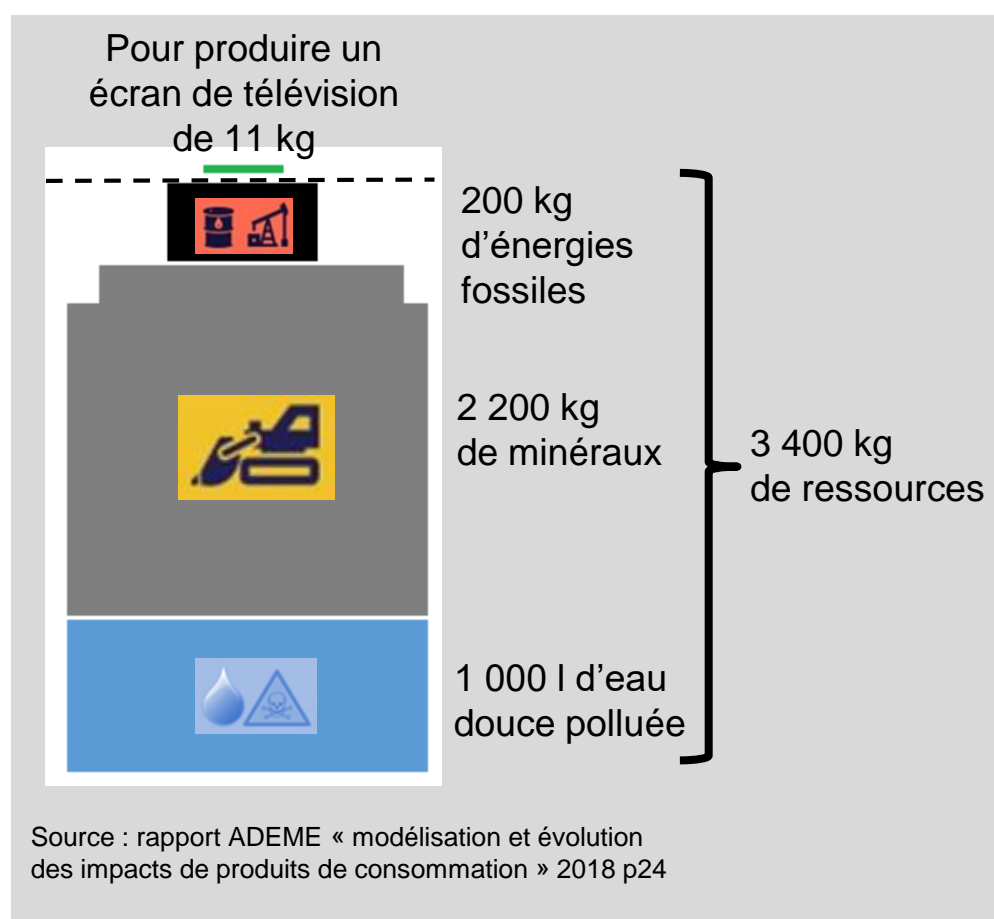 Pour produire un
écran de télévision
de 11 kg
200 kg
d’énergies
fossiles
2 200 kg
de minéraux
3 400 kg
de ressources
1 000 l d’eau
douce polluée
Source : rapport ADEME « modélisation et évolution
des impacts de produits de consommation » 2018 p24